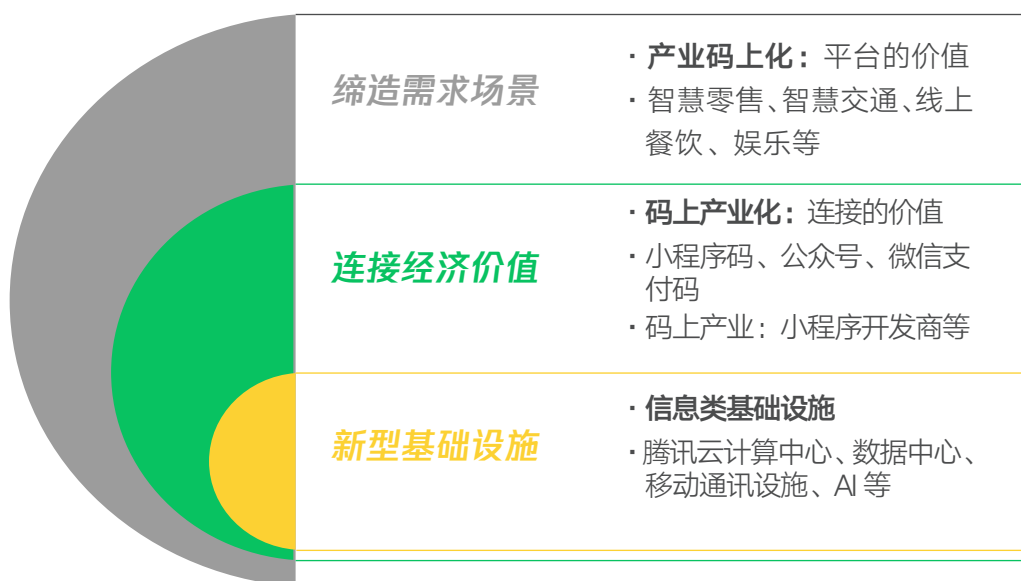 缔造需求场景
· 产业码上化：平台的价值
· 智慧零售、智慧交通、线上
餐饮、娱乐等
连接经济价值
· 码上产业化：连接的价值
· 小程序码、公众号、微信支
付码
· 码上产业：小程序开发商等
新型基础设施
· 信息类基础设施
· 腾讯云计算中心、数据中心、
移动通讯设施、AI 等